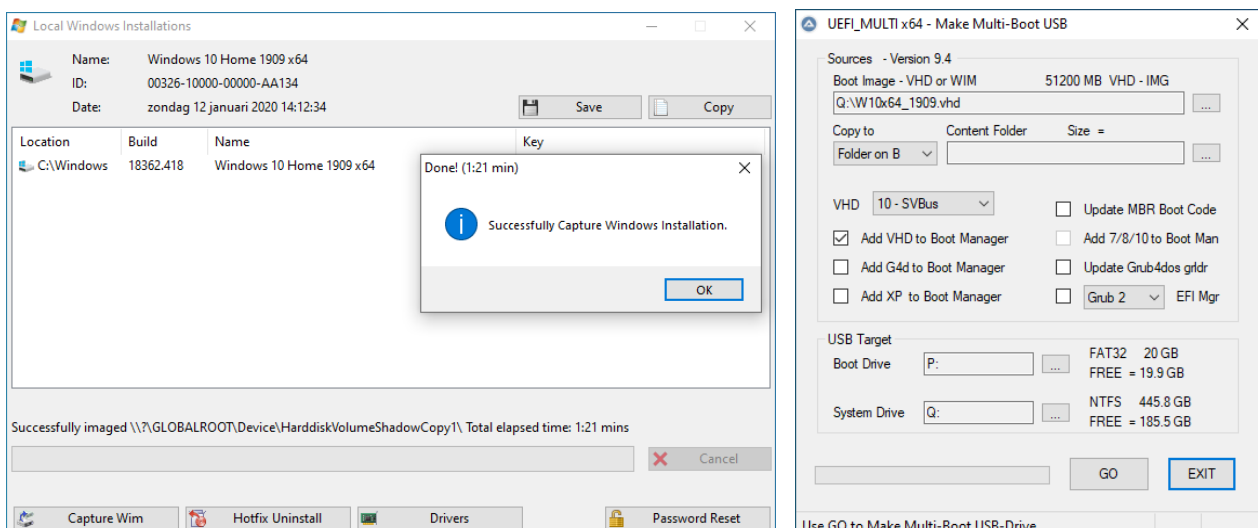 Local Windows Installations
Name: Windows 10 Home 1909 x64
ID: 00326-10000-00000-AA134
Date: zondag 12 januari 2020 14:12:34
Save Copy
Location Build Name Key
C:\Windows 18362.418 Windows 10 Home 1909 x64
Done! (1:21 min)
Successfully Capture Windows Installation.
OK
Successfully imaged \\?\GLOBALROOT\Device\HarddiskVolumeShadowCopy1\ Total elapsed time: 1:21 mins
Cancel
Capture Wim Hotfix Uninstall Drivers Password Reset
UEFI_MULTI x64 - Make Multi-Boot USB
Sources - Version 9.4
Boot Image - VHD or WIM 51200 MB VHD - IMG
Q:\W10x64_1909.vhd ...
Copy to Content Folder Size =
Folder on B ...
VHD 10 - SVBus Update MBR Boot Code
Add VHD to Boot Manager Add 7/8/10 to Boot Man
Add G4d to Boot Manager Update Grub4dos grldr
Add XP to Boot Manager Grub 2 EFI Mgr
USB Target
Boot Drive P: ... FAT32 20 GB
FREE = 19.9 GB
System Drive Q: ... NTFS 445.8 GB
FREE = 185.5 GB
GO EXIT
Use GO to Make Multi-Boot USB-Drive